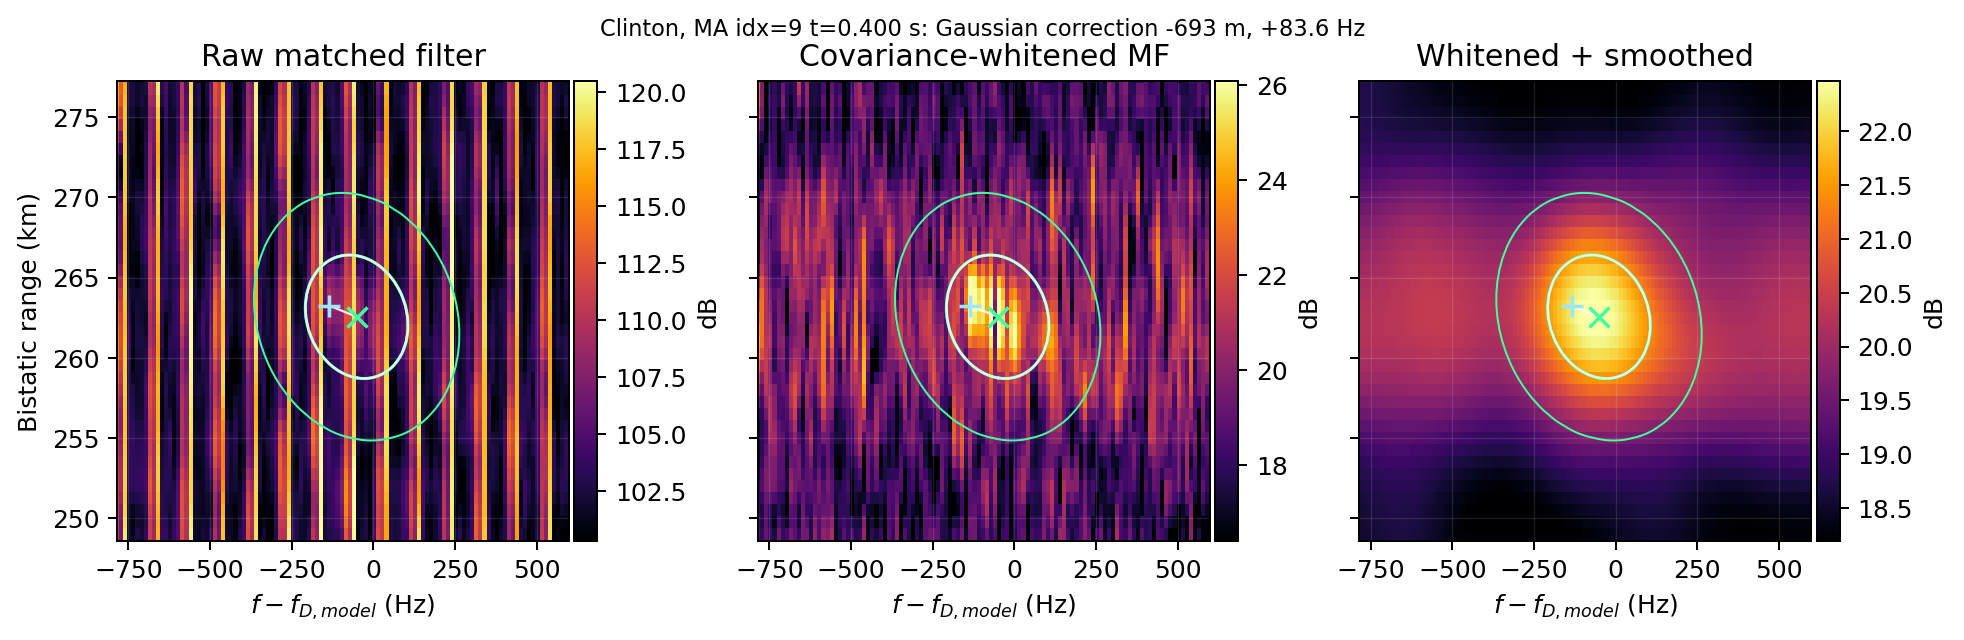 Clinton, MA idx=9 t=0.400 s: Gaussian correction -693 m, +83.6 Hz
Raw matched filter
Covariance-whitened MF
Whitened + smoothed
Bistatic range (km)
275
270
265
260
255
250
−750 −500 −250 0 250 500
f − f_{D, model} (Hz)
120.0
117.5
115.0
112.5
110.0
107.5
105.0
102.5
dB
−750 −500 −250 0 250 500
f − f_{D, model} (Hz)
26
24
22
20
18
dB
−750 −500 −250 0 250 500
f − f_{D, model} (Hz)
22.0
21.5
21.0
20.5
20.0
19.5
19.0
18.5
dB